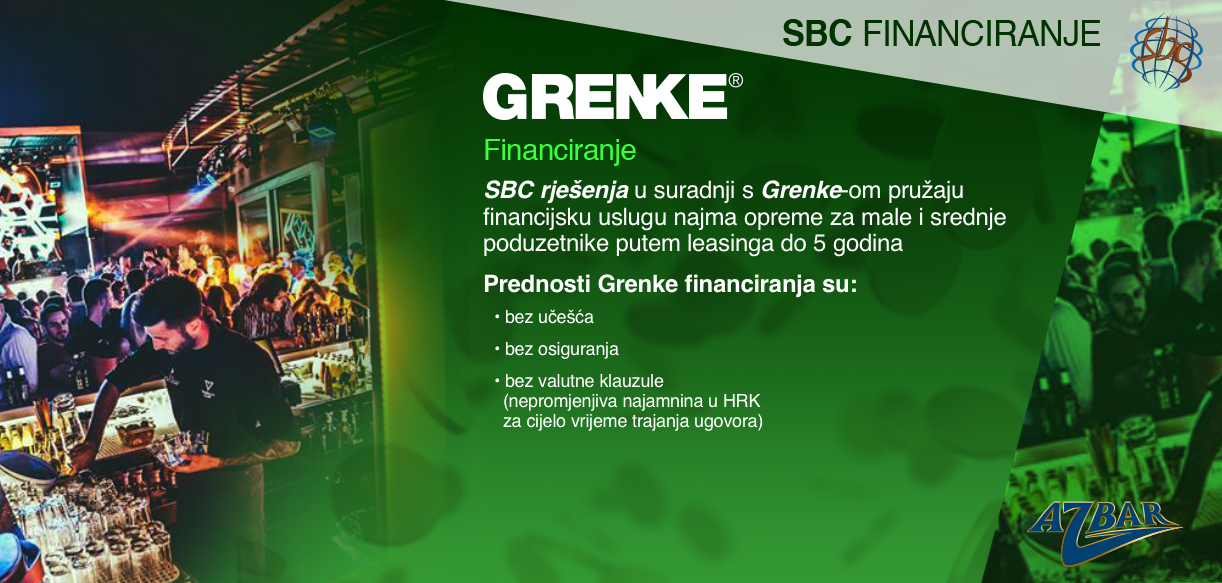 SBC FINANCIRANJE
sbc
GRENKE®
Financiranje
SBC rješenja u suradnji s Grenke-om pružaju
financijsku uslugu najma opreme za male i srednje
poduzetnike putem leasinga do 5 godina
Prednosti Grenke financiranja su:
• bez učešća
• bez osiguranja
• bez valutne klauzule
(nepromjenjiva najamnina u HRK
za cijelo vrijeme trajanja ugovora)
AZBAR